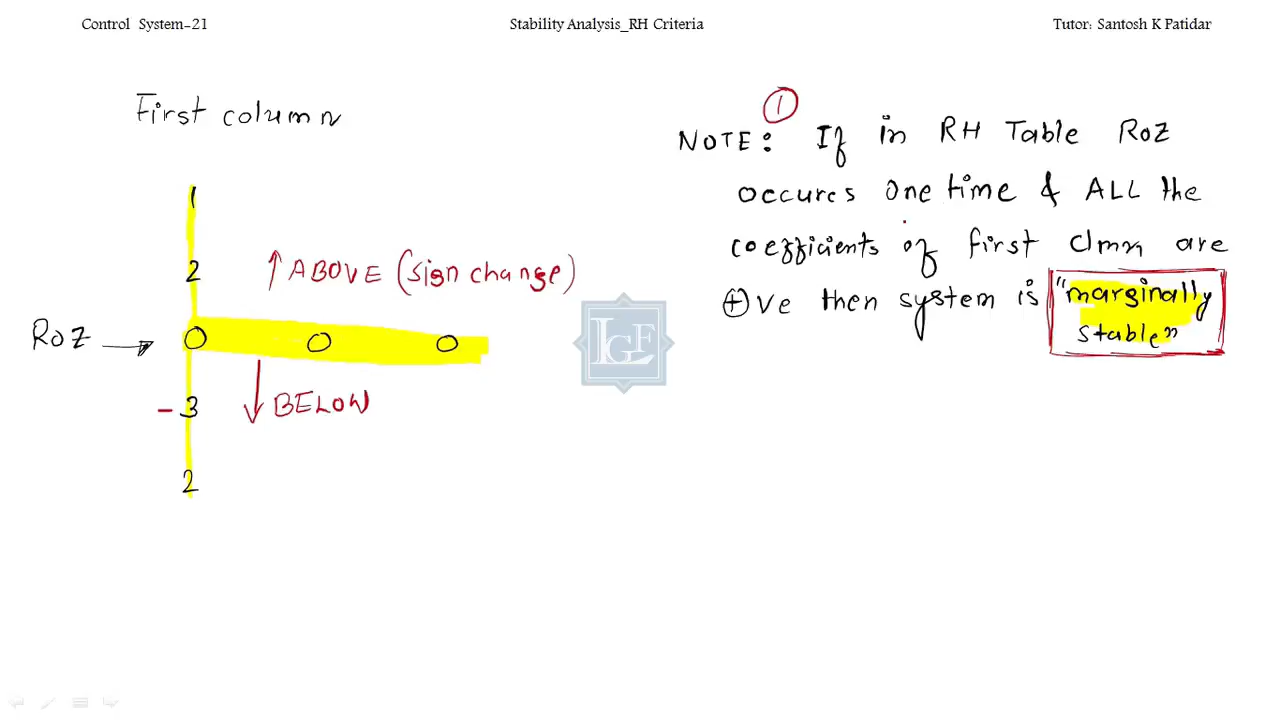 Control System-21
Stability Analysis_RH Criteria
Tutor: Santosh K Patidar
First column
1
2
↑ ABOVE (sign change)
ROZ → 0 0 0
-3
↓ BELOW
2
1
NOTE: If in RH Table ROZ
occures one time & ALL the
coefficients of first clmn are
⊕ve then system is "marginally
stable"
LGF